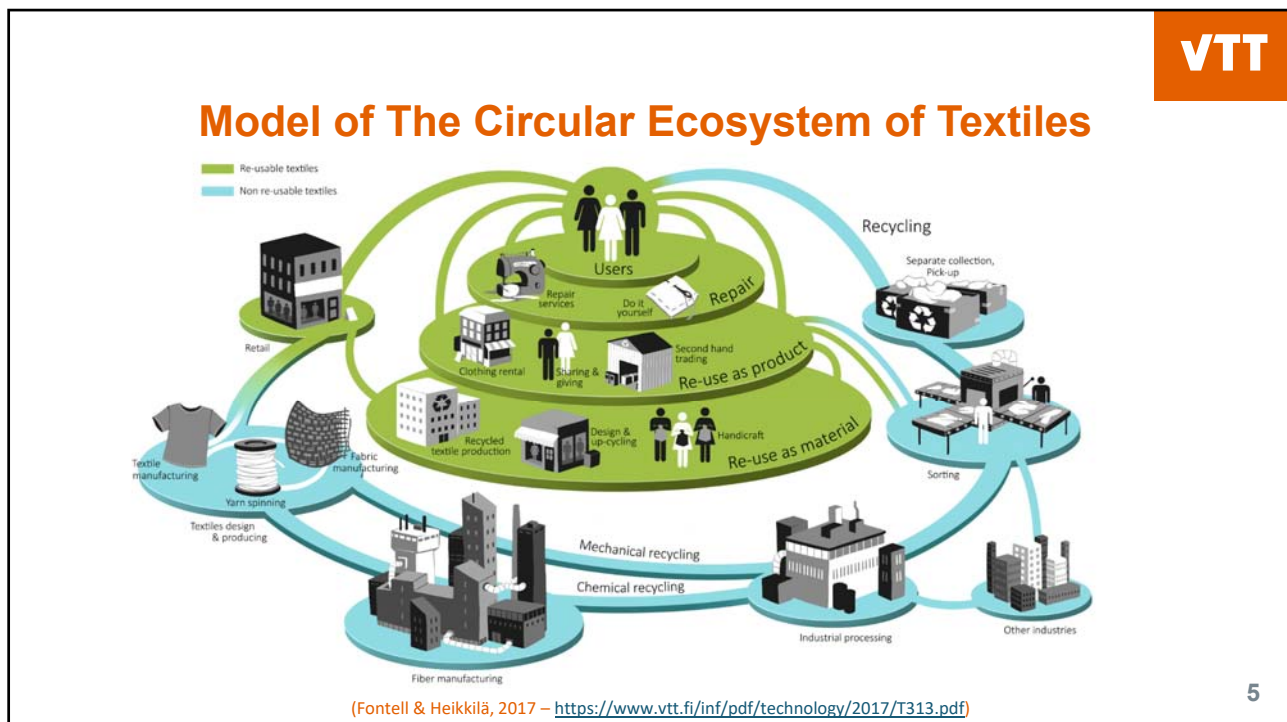 VTT
Model of The Circular Ecosystem of Textiles
Re-usable textiles
Non re-usable textiles
Users
Repair
services
Do it
yourself
Repair
Recycling
Separate collection,
Pick-up
Retail
Clothing rental
Sharing &
giving
Second hand
trading
Re-use as product
Recycled
textile production
Design &
up-cycling
Handicraft
Re-use as material
Sorting
Textile
manufacturing
Fabric
manufacturing
Yarn spinning
Textiles design
& producing
Mechanical recycling
Chemical recycling
Fiber manufacturing
Industrial processing
Other industries
(Fontell & Heikkilä, 2017 – https://www.vtt.fi/inf/pdf/technology/2017/T313.pdf)
5